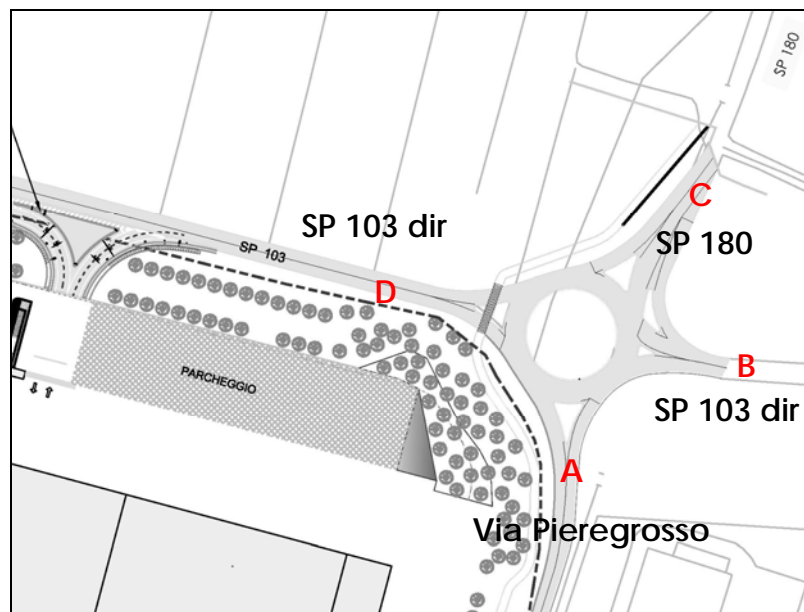 SP 180
C
SP 103 dir
SP 180
SP 103
D
B
PARCHEGGIO
SP 103 dir
A
Via Pieregrosso